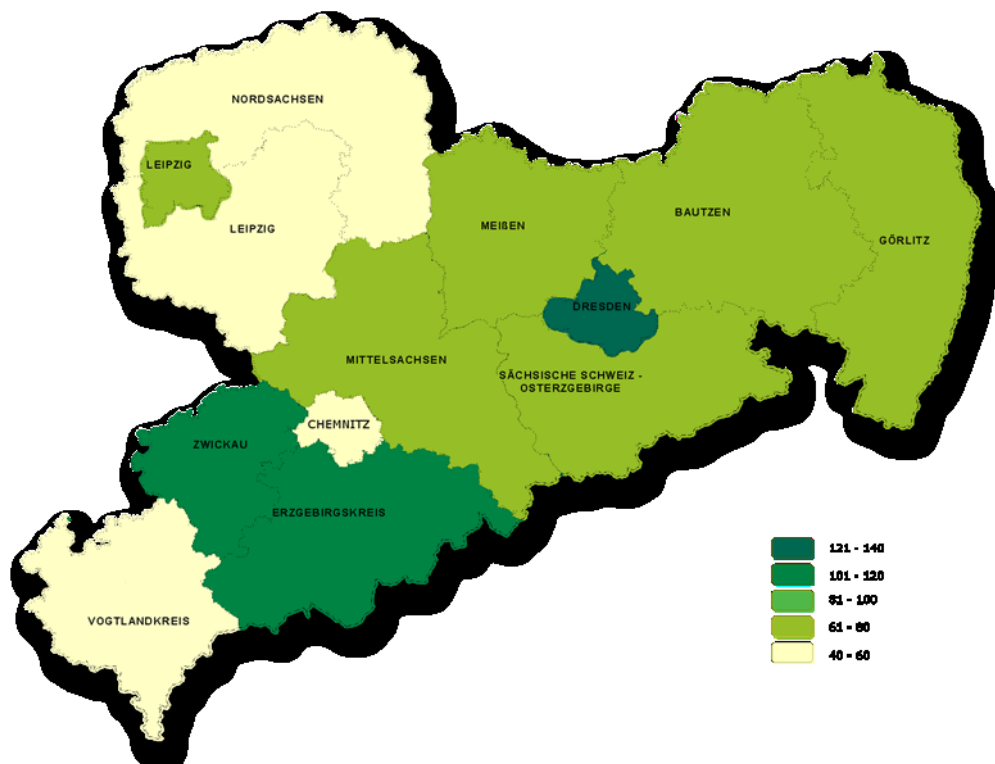 NORDSACHSEN
LEIPZIG
LEIPZIG
MEIßEN
BAUTZEN
GÖRLITZ
DRESDEN
MITTELSACHSEN
SÄCHSISCHE SCHWEIZ -
OSTERZGEBIRGE
CHEMNITZ
ZWICKAU
ERZGEBIRGSKREIS
VOGTLANDKREIS
121 - 140
101 - 120
81 - 100
61 - 80
40 - 60